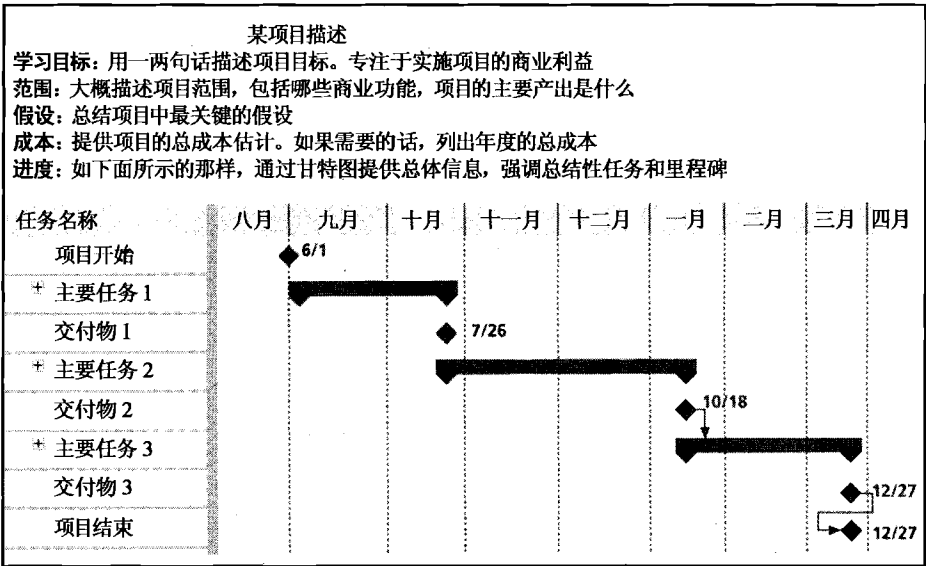 某项目描述
学习目标：用一两句话描述项目目标。专注于实施项目的商业利益
范围：大概描述项目范围，包括哪些商业功能，项目的主要产出是什么
假设：总结项目中最关键的假设
成本：提供项目的总成本估计。如果需要的话，列出年度的总成本
进度：如下面所示的那样，通过甘特图提供总体信息，强调总结性任务和里程碑
任务名称 八月 九月 十月 十一月 十二月 一月 二月 三月 四月
项目开始 6/1
+ 主要任务 1
交付物 1 7/26
+ 主要任务 2
交付物 2 10/18
+ 主要任务 3
交付物 3 12/27
项目结束 12/27